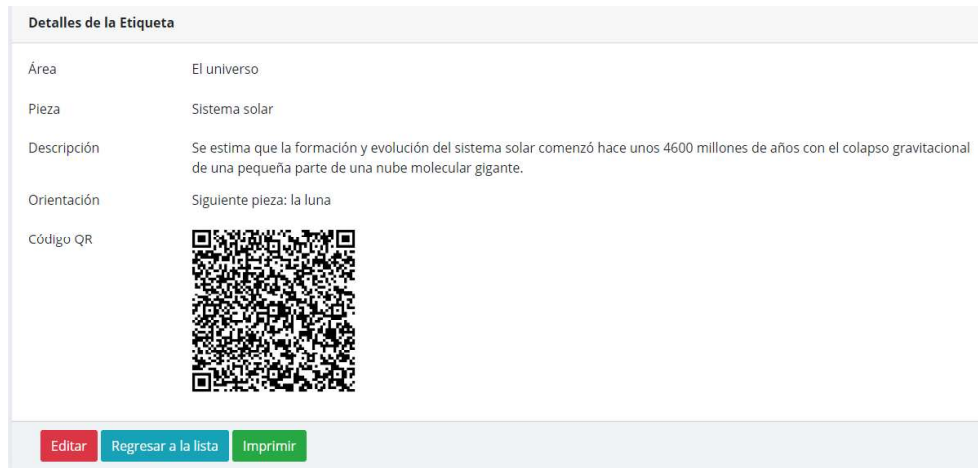 Detalles de la Etiqueta
Área El universo
Pieza Sistema solar
Descripción Se estima que la formación y evolución del sistema solar comenzó hace unos 4600 millones de años con el colapso gravitacional
de una pequeña parte de una nube molecular gigante.
Orientación Siguiente pieza: la luna
Código QR
Editar Regresar a la lista Imprimir